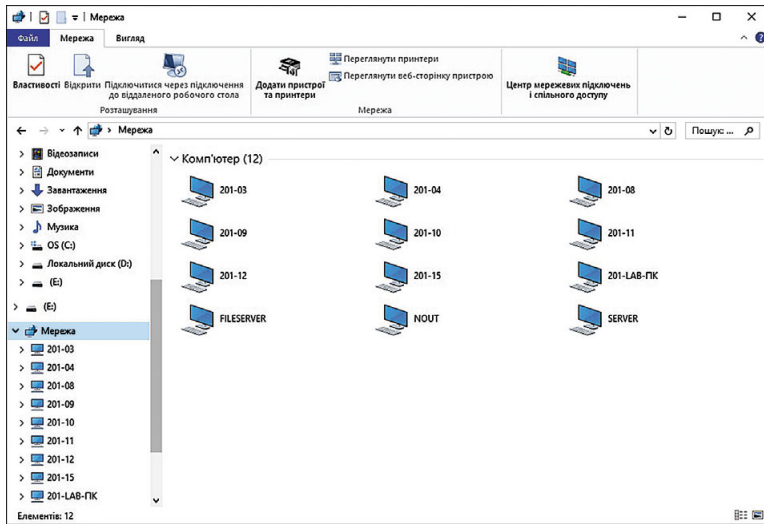 Мережа
Файл Мережа Вигляд
Властивості Відкрити Підключитися через підключення до віддаленого робочого стола
Розташування
Додати пристрої та принтери
Переглянути принтери
Переглянути веб-сторінку пристрою
Мережа
Центр мережевих підключень і спільного доступу
Мережа
Пошук: ...
Відеозаписи
Документи
Завантаження
Зображення
Музика
OS (C:)
Локальний диск (D:)
(E:)
(E:)
Мережа
201-03
201-04
201-08
201-09
201-10
201-11
201-12
201-15
201-LAB-ПК
Комп'ютер (12)
201-03 201-04 201-08
201-09 201-10 201-11
201-12 201-15 201-LAB-ПК
FILESERVER NOUT SERVER
Елементів: 12